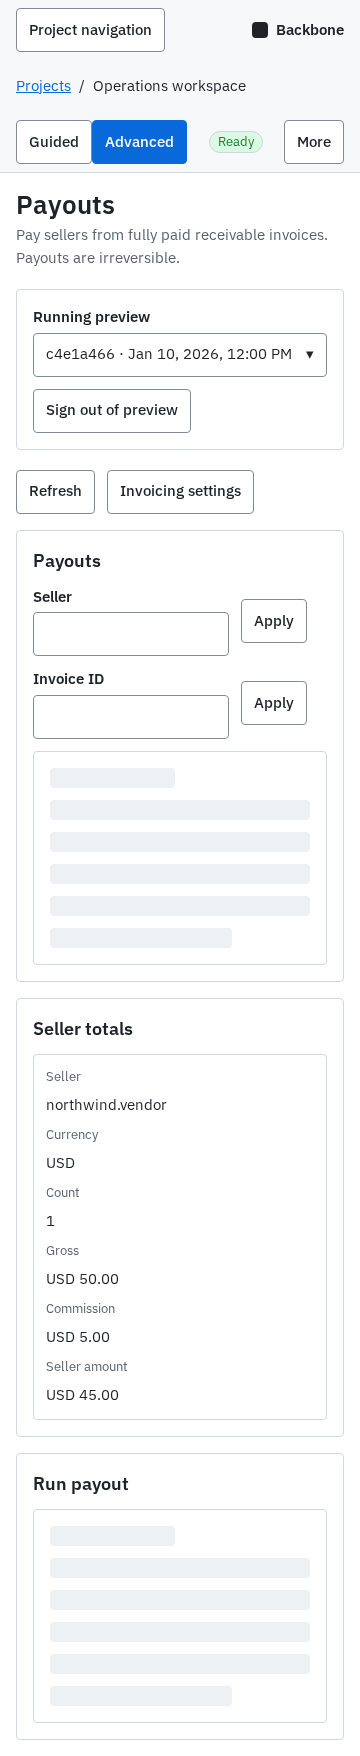 Project navigation
Backbone
Projects / Operations workspace
Guided
Advanced
Ready
More
Payouts
Pay sellers from fully paid receivable invoices.
Payouts are irreversible.
Running preview
c4e1a466 · Jan 10, 2026, 12:00 PM ▾
Sign out of preview
Refresh
Invoicing settings
Payouts
Seller
Apply
Invoice ID
Apply
Seller totals
Seller
northwind.vendor
Currency
USD
Count
1
Gross
USD 50.00
Commission
USD 5.00
Seller amount
USD 45.00
Run payout